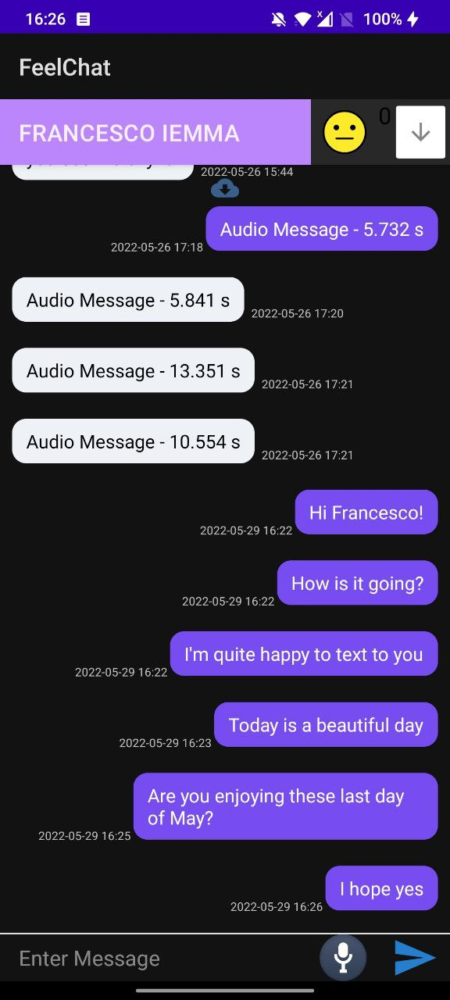 16:26
x
100%
FeelChat
FRANCESCO IEMMA
0
2022-05-26 15:44
Audio Message - 5.732 s
2022-05-26 17:18
Audio Message - 5.841 s
2022-05-26 17:20
Audio Message - 13.351 s
2022-05-26 17:21
Audio Message - 10.554 s
2022-05-26 17:21
Hi Francesco!
2022-05-29 16:22
How is it going?
2022-05-29 16:22
I'm quite happy to text to you
2022-05-29 16:22
Today is a beautiful day
2022-05-29 16:23
Are you enjoying these last day
of May?
2022-05-29 16:25
I hope yes
2022-05-29 16:26
Enter Message